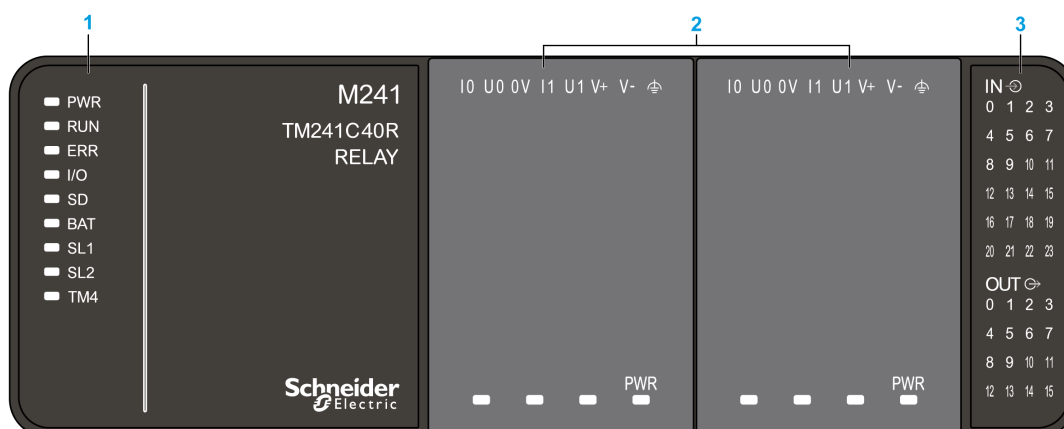 1
2
3
PWR
RUN
ERR
I/O
SD
BAT
SL1
SL2
TM4
M241
TM241C40R
RELAY
Schneider
Electric
I0 U0 0V I1 U1 V+ V-
PWR
I0 U0 0V I1 U1 V+ V-
PWR
IN
0 1 2 3
4 5 6 7
8 9 10 11
12 13 14 15
16 17 18 19
20 21 22 23
OUT
0 1 2 3
4 5 6 7
8 9 10 11
12 13 14 15